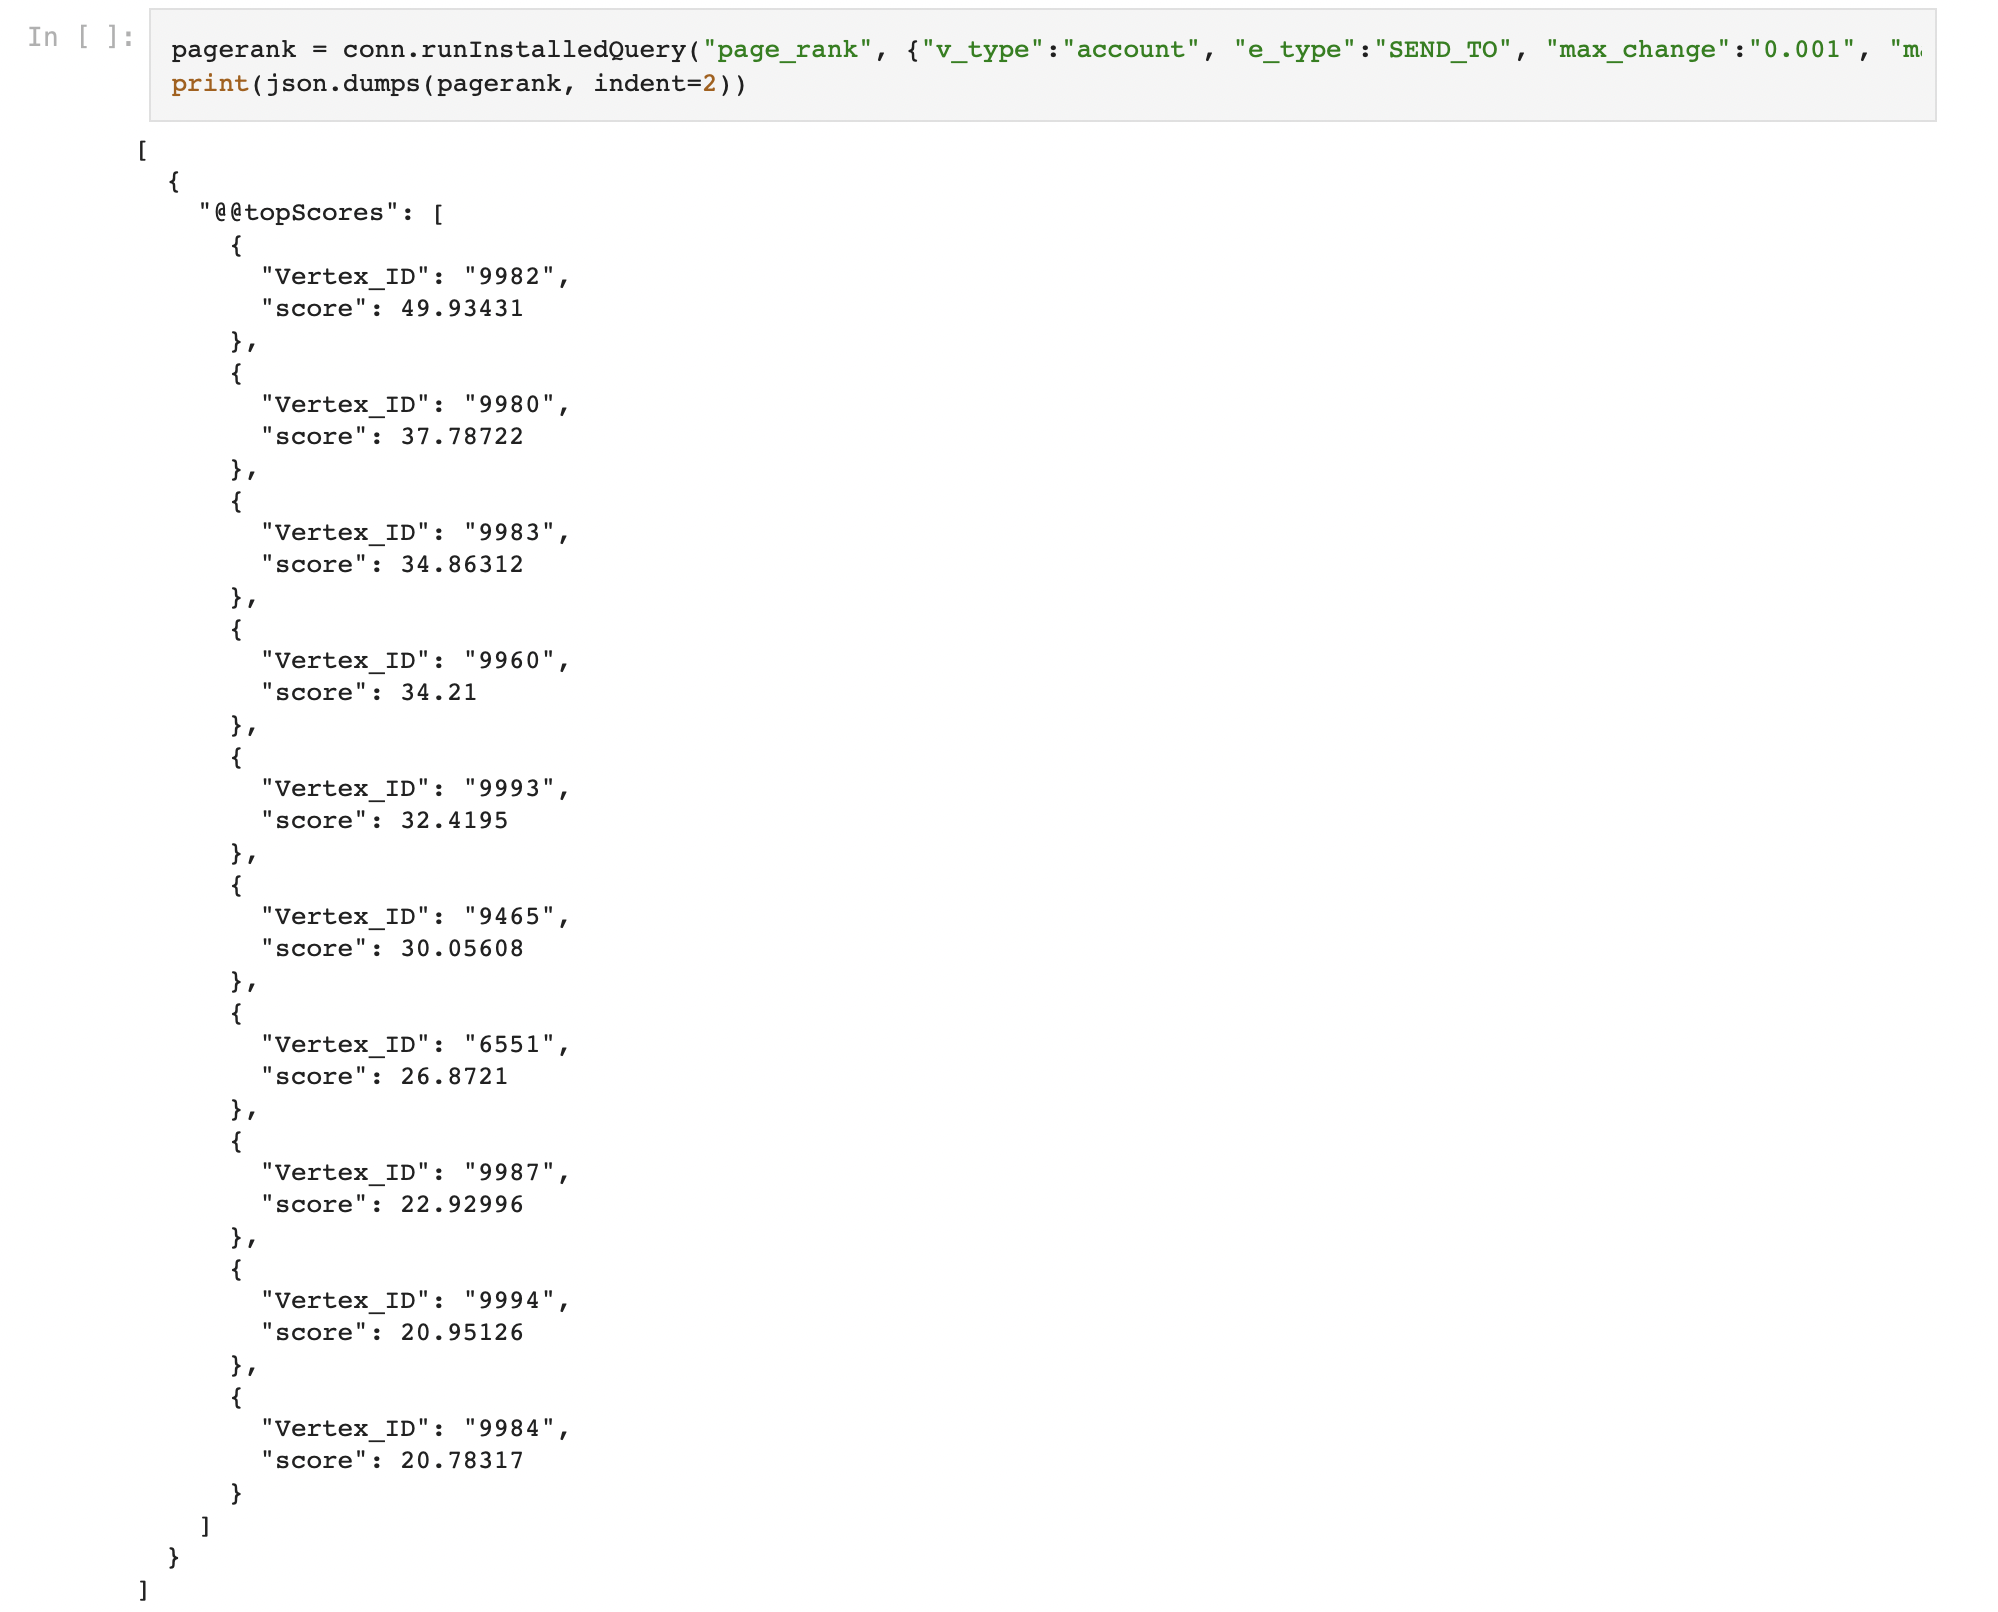 In [ ]:
pagerank = conn.runInstalledQuery("page_rank", {"v_type":"account", "e_type":"SEND_TO", "max_change":"0.001",
print(json.dumps(pagerank, indent=2))
[
  {
    "@@topScores": [
      {
        "Vertex_ID": "9982",
        "score": 49.93431
      },
      {
        "Vertex_ID": "9980",
        "score": 37.78722
      },
      {
        "Vertex_ID": "9983",
        "score": 34.86312
      },
      {
        "Vertex_ID": "9960",
        "score": 34.21
      },
      {
        "Vertex_ID": "9993",
        "score": 32.4195
      },
      {
        "Vertex_ID": "9465",
        "score": 30.05608
      },
      {
        "Vertex_ID": "6551",
        "score": 26.8721
      },
      {
        "Vertex_ID": "9987",
        "score": 22.92996
      },
      {
        "Vertex_ID": "9994",
        "score": 20.95126
      },
      {
        "Vertex_ID": "9984",
        "score": 20.78317
      }
    ]
  }
]